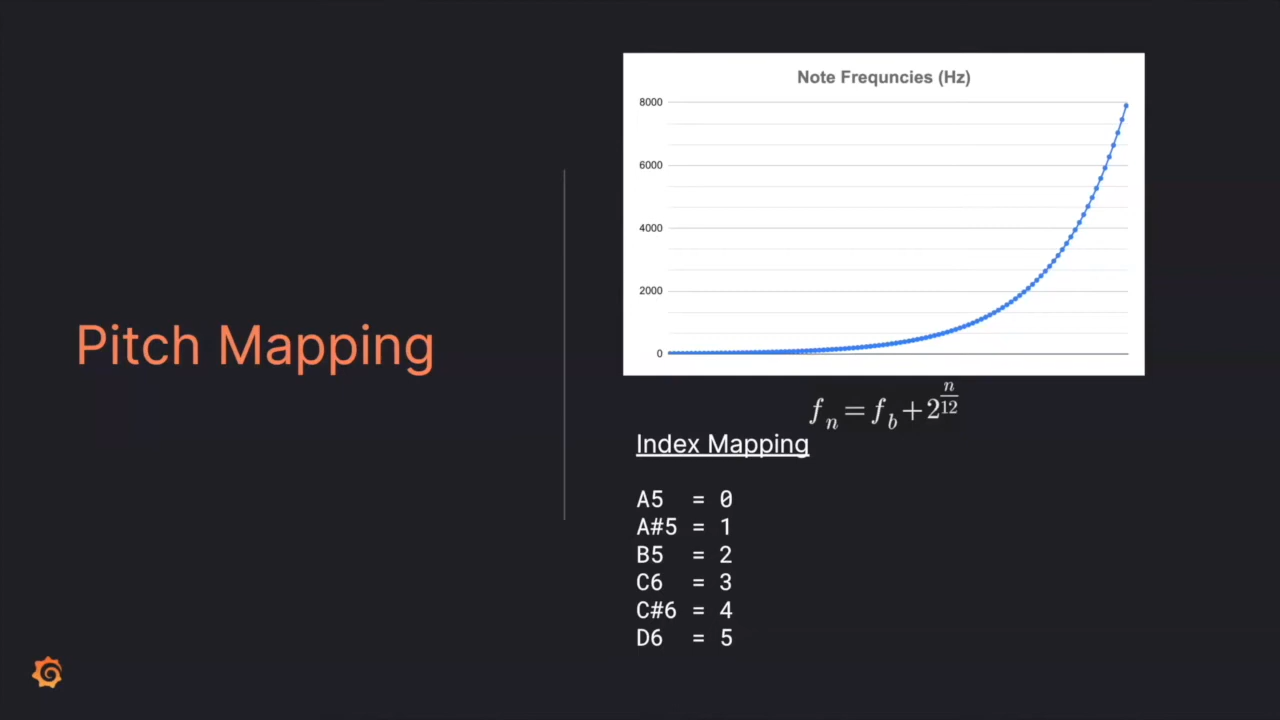 Pitch Mapping
Note Frequncies (Hz)
8000
6000
4000
2000
0
fₙ = f_b + 2^(n/12)
Index Mapping
A5 = 0
A#5 = 1
B5 = 2
C6 = 3
C#6 = 4
D6 = 5